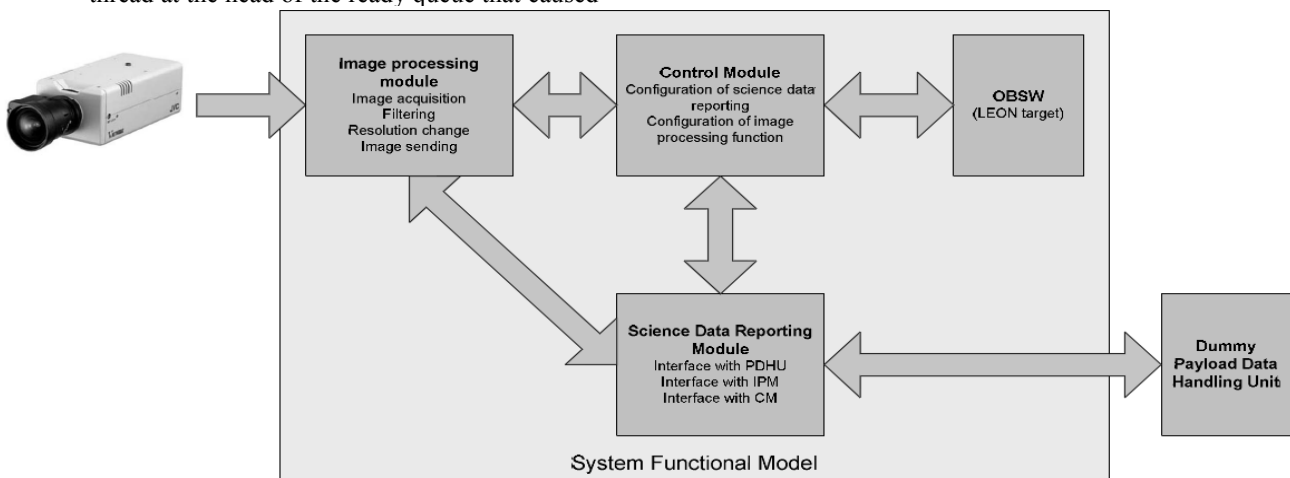 thread at the head of the ready queue that caused
Image processing
module
Image acquisition
Filtering
Resolution change
Image sending
Control Module
Configuration of science data
reporting
Configuration of image
processing function
OBSW
(LEON target)
Science Data Reporting
Module
Interface with PDHU
Interface with IPM
Interface with CM
Dummy
Payload Data
Handling Unit
System Functional Model